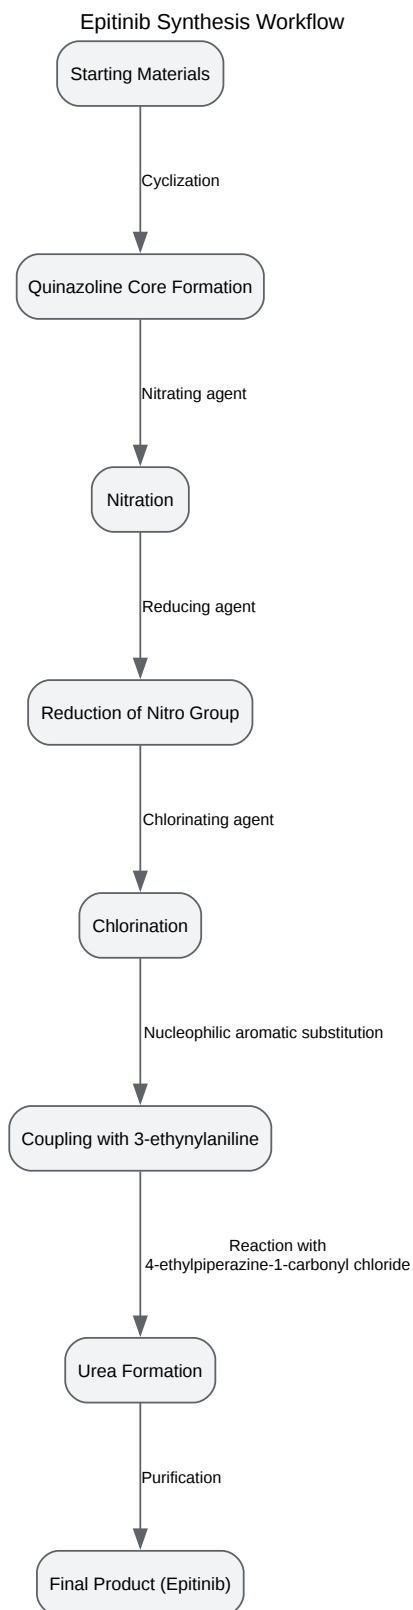 Epitinib Synthesis Workflow
Starting Materials
Cyclization
Quinazoline Core Formation
Nitrating agent
Nitration
Reducing agent
Reduction of Nitro Group
Chlorinating agent
Chlorination
Nucleophilic aromatic substitution
Coupling with 3-ethynylaniline
Reaction with
4-ethylpiperazine-1-carbonyl chloride
Urea Formation
Purification
Final Product (Epitinib)